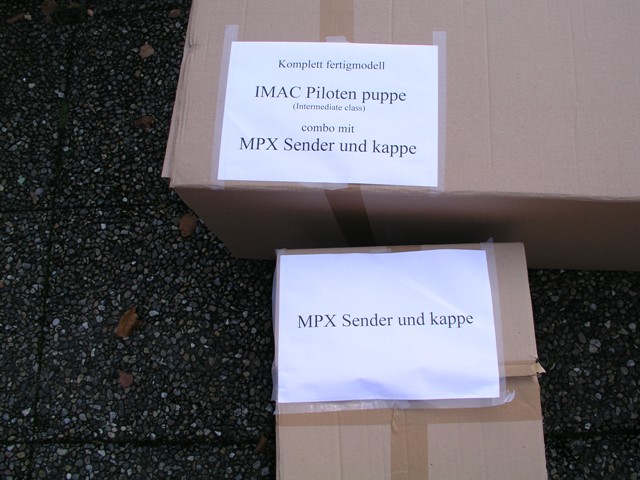 Komplett fertigmodell
IMAC Piloten puppe
(Intermediate class)
combo mit
MPX Sender und kappe
MPX Sender und kappe